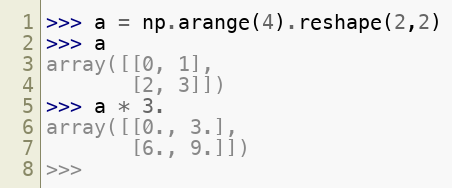 1 >>> a = np.arange(4).reshape(2,2)
2 >>> a
3 array([[0, 1],
4        [2, 3]])
5 >>> a * 3.
6 array([[0., 3.],
7        [6., 9.]])
8 >>>